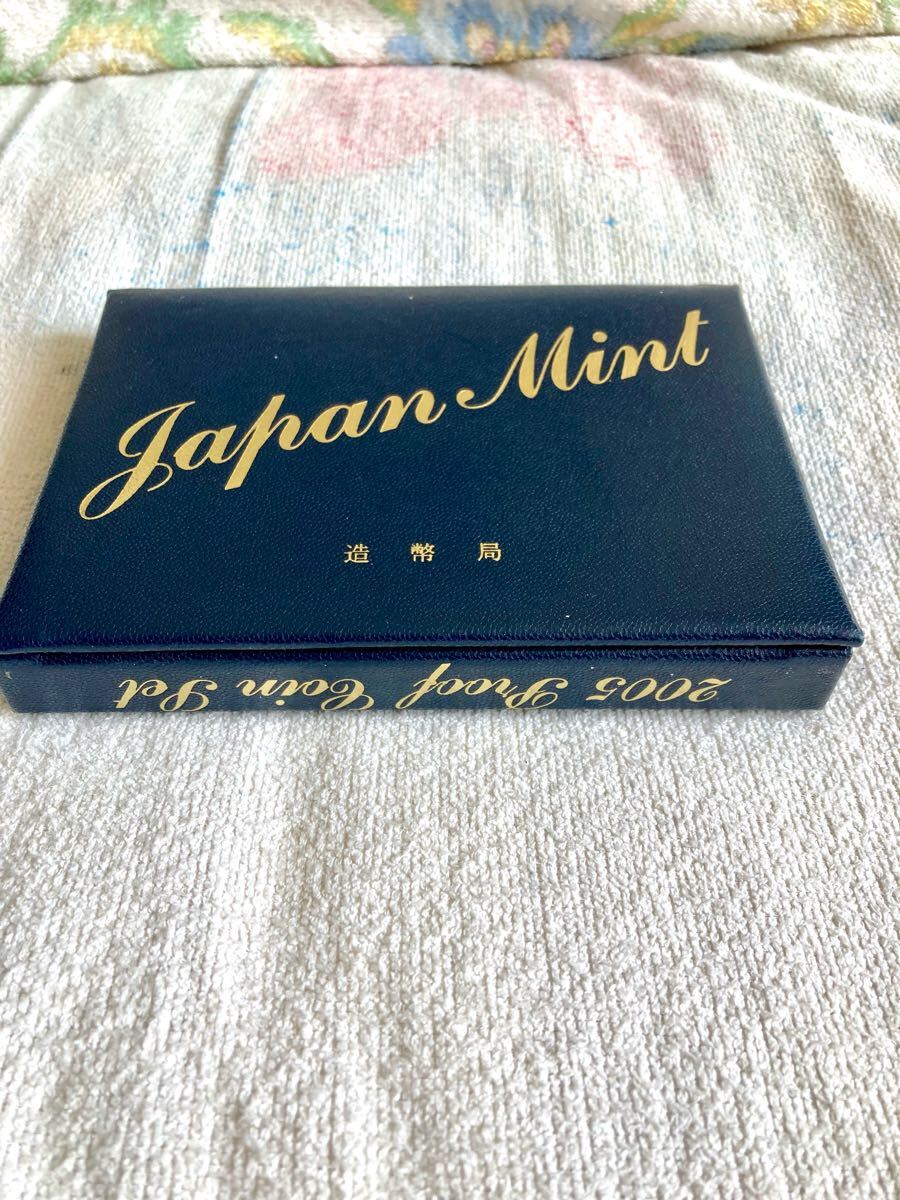 Japan Mint
造幣局
2005 Proof Coin Set